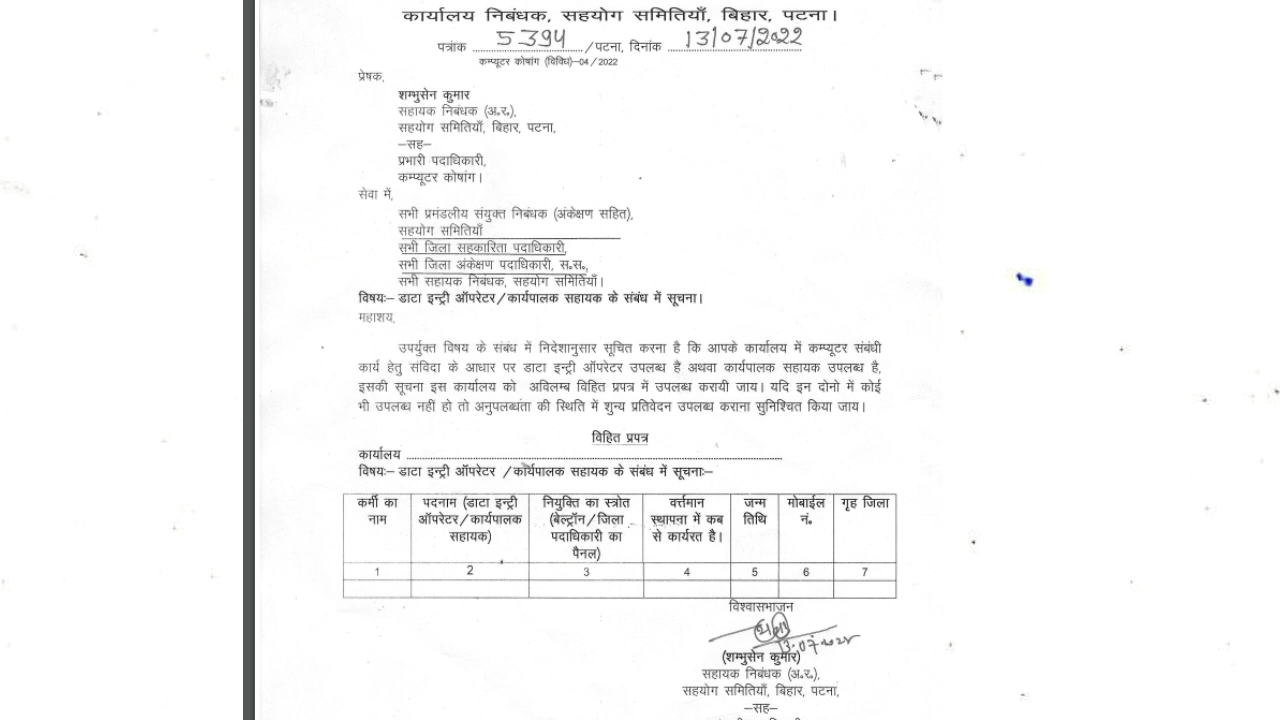 कार्यालय निबंधक, सहयोग समितियाँ, बिहार, पटना।
पत्रांक 5394 /पटना, दिनांक 13/07/2022
कम्प्यूटर कोषांग (विविध)–04/2022
प्रेषक,
शम्भुसेन कुमार
सहायक निबंधक (अ.र.),
सहयोग समितियाँ, बिहार, पटना,
–सह–
प्रभारी पदाधिकारी,
कम्प्यूटर कोषांग।
सेवा में,
सभी प्रमंडलीय संयुक्त निबंधक (अंकेक्षण सहित),
सहयोग समितियाँ
सभी जिला सहकारिता पदाधिकारी,
सभी जिला अंकेक्षण पदाधिकारी, स.स.,
सभी सहायक निबंधक, सहयोग समितियाँ।
विषयः– डाटा इन्ट्री ऑपरेटर/कार्यपालक सहायक के संबंध में सूचना।
महाशय,
उपर्युक्त विषय के संबंध में निदेशानुसार सूचित करना है कि आपके कार्यालय में कम्प्यूटर संबंधी
कार्य हेतु संविदा के आधार पर डाटा इन्ट्री ऑपरेटर उपलब्ध है अथवा कार्यपालक सहायक उपलब्ध है,
इसकी सूचना इस कार्यालय को अविलम्ब विहित प्रपत्र में उपलब्ध करायी जाय। यदि इन दोनो में कोई
भी उपलब्ध नहीं हो तो अनुपलब्धता की स्थिति में शुन्य प्रतिवेदन उपलब्ध कराना सुनिश्चित किया जाय।
विहित प्रपत्र
कार्यालय ........................................
विषयः– डाटा इन्ट्री ऑपरेटर /कार्यपालक सहायक के संबंध में सूचनाः–
कर्मी का नाम | पदनाम (डाटा इन्ट्री ऑपरेटर/कार्यपालक सहायक) | नियुक्ति का स्त्रोत (बेल्ट्रॉन/जिला पदाधिकारी का पैनल) | वर्त्तमान स्थापना में कब से कार्यरत है। | जन्म तिथि | मोबाईल नं. | गृह जिला
1 2 3 4 5 6 7
विश्वासभाजन
13.07.2022
(शम्भुसेन कुमार)
सहायक निबंधक (अ.र.),
सहयोग समितियाँ, बिहार, पटना,
–सह–